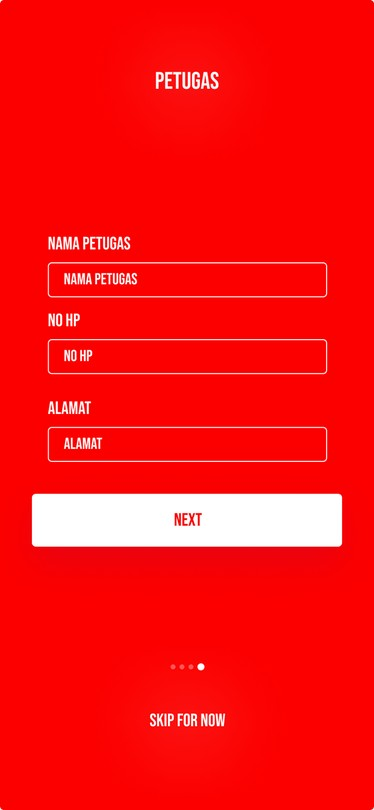 PETUGAS
NAMA PETUGAS
NAMA PETUGAS
NO HP
NO HP
ALAMAT
ALAMAT
NEXT
SKIP FOR NOW